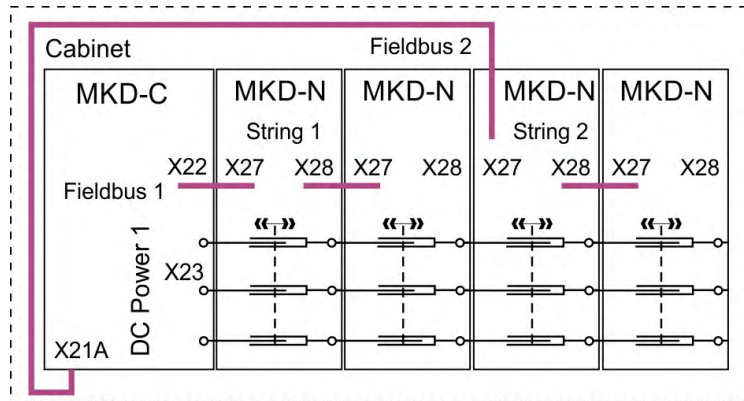 Cabinet
Fieldbus 2
MKD-C
MKD-N
MKD-N
MKD-N
MKD-N
String 1
String 2
X22
X27
X28
X27
X28
X27
X28
X27
X28
Fieldbus 1
DC Power 1
X23
X21A